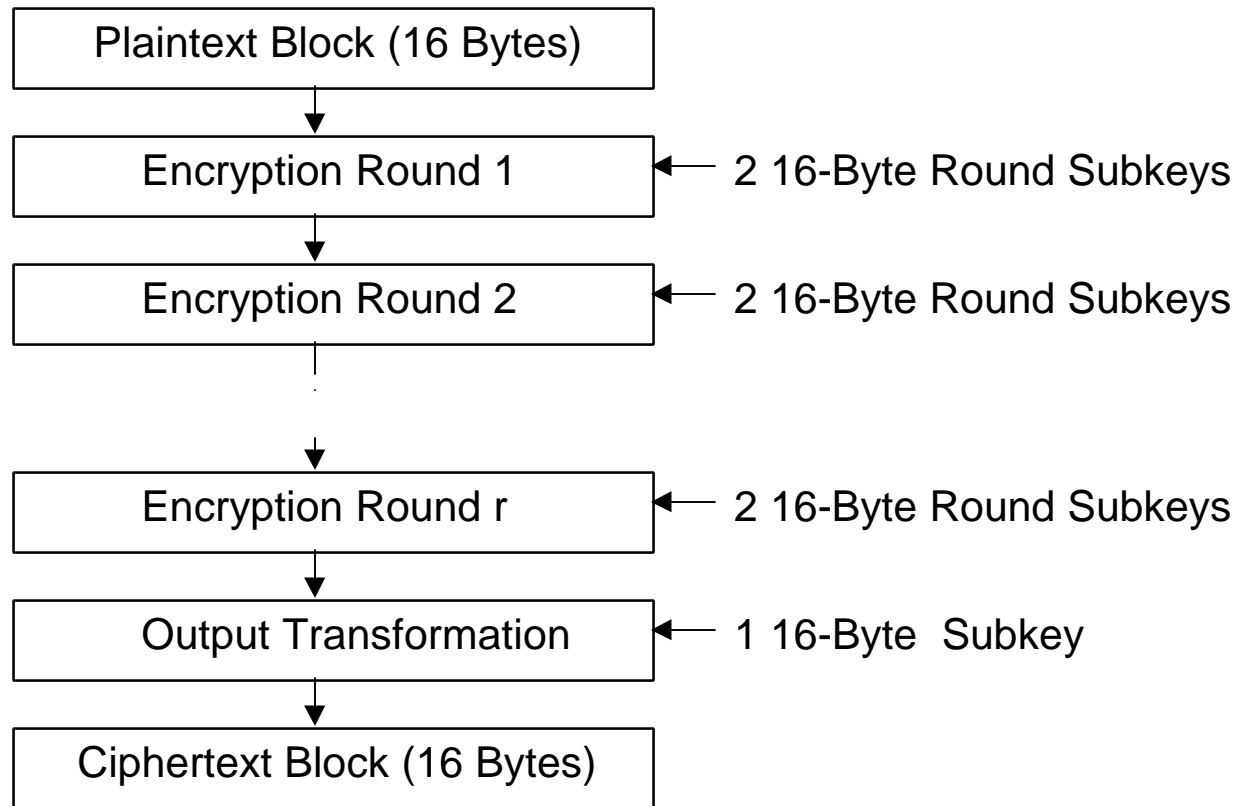 Plaintext Block (16 Bytes)
Encryption Round 1
2 16-Byte Round Subkeys
Encryption Round 2
2 16-Byte Round Subkeys
Encryption Round r
2 16-Byte Round Subkeys
Output Transformation
1 16-Byte Subkey
Ciphertext Block (16 Bytes)